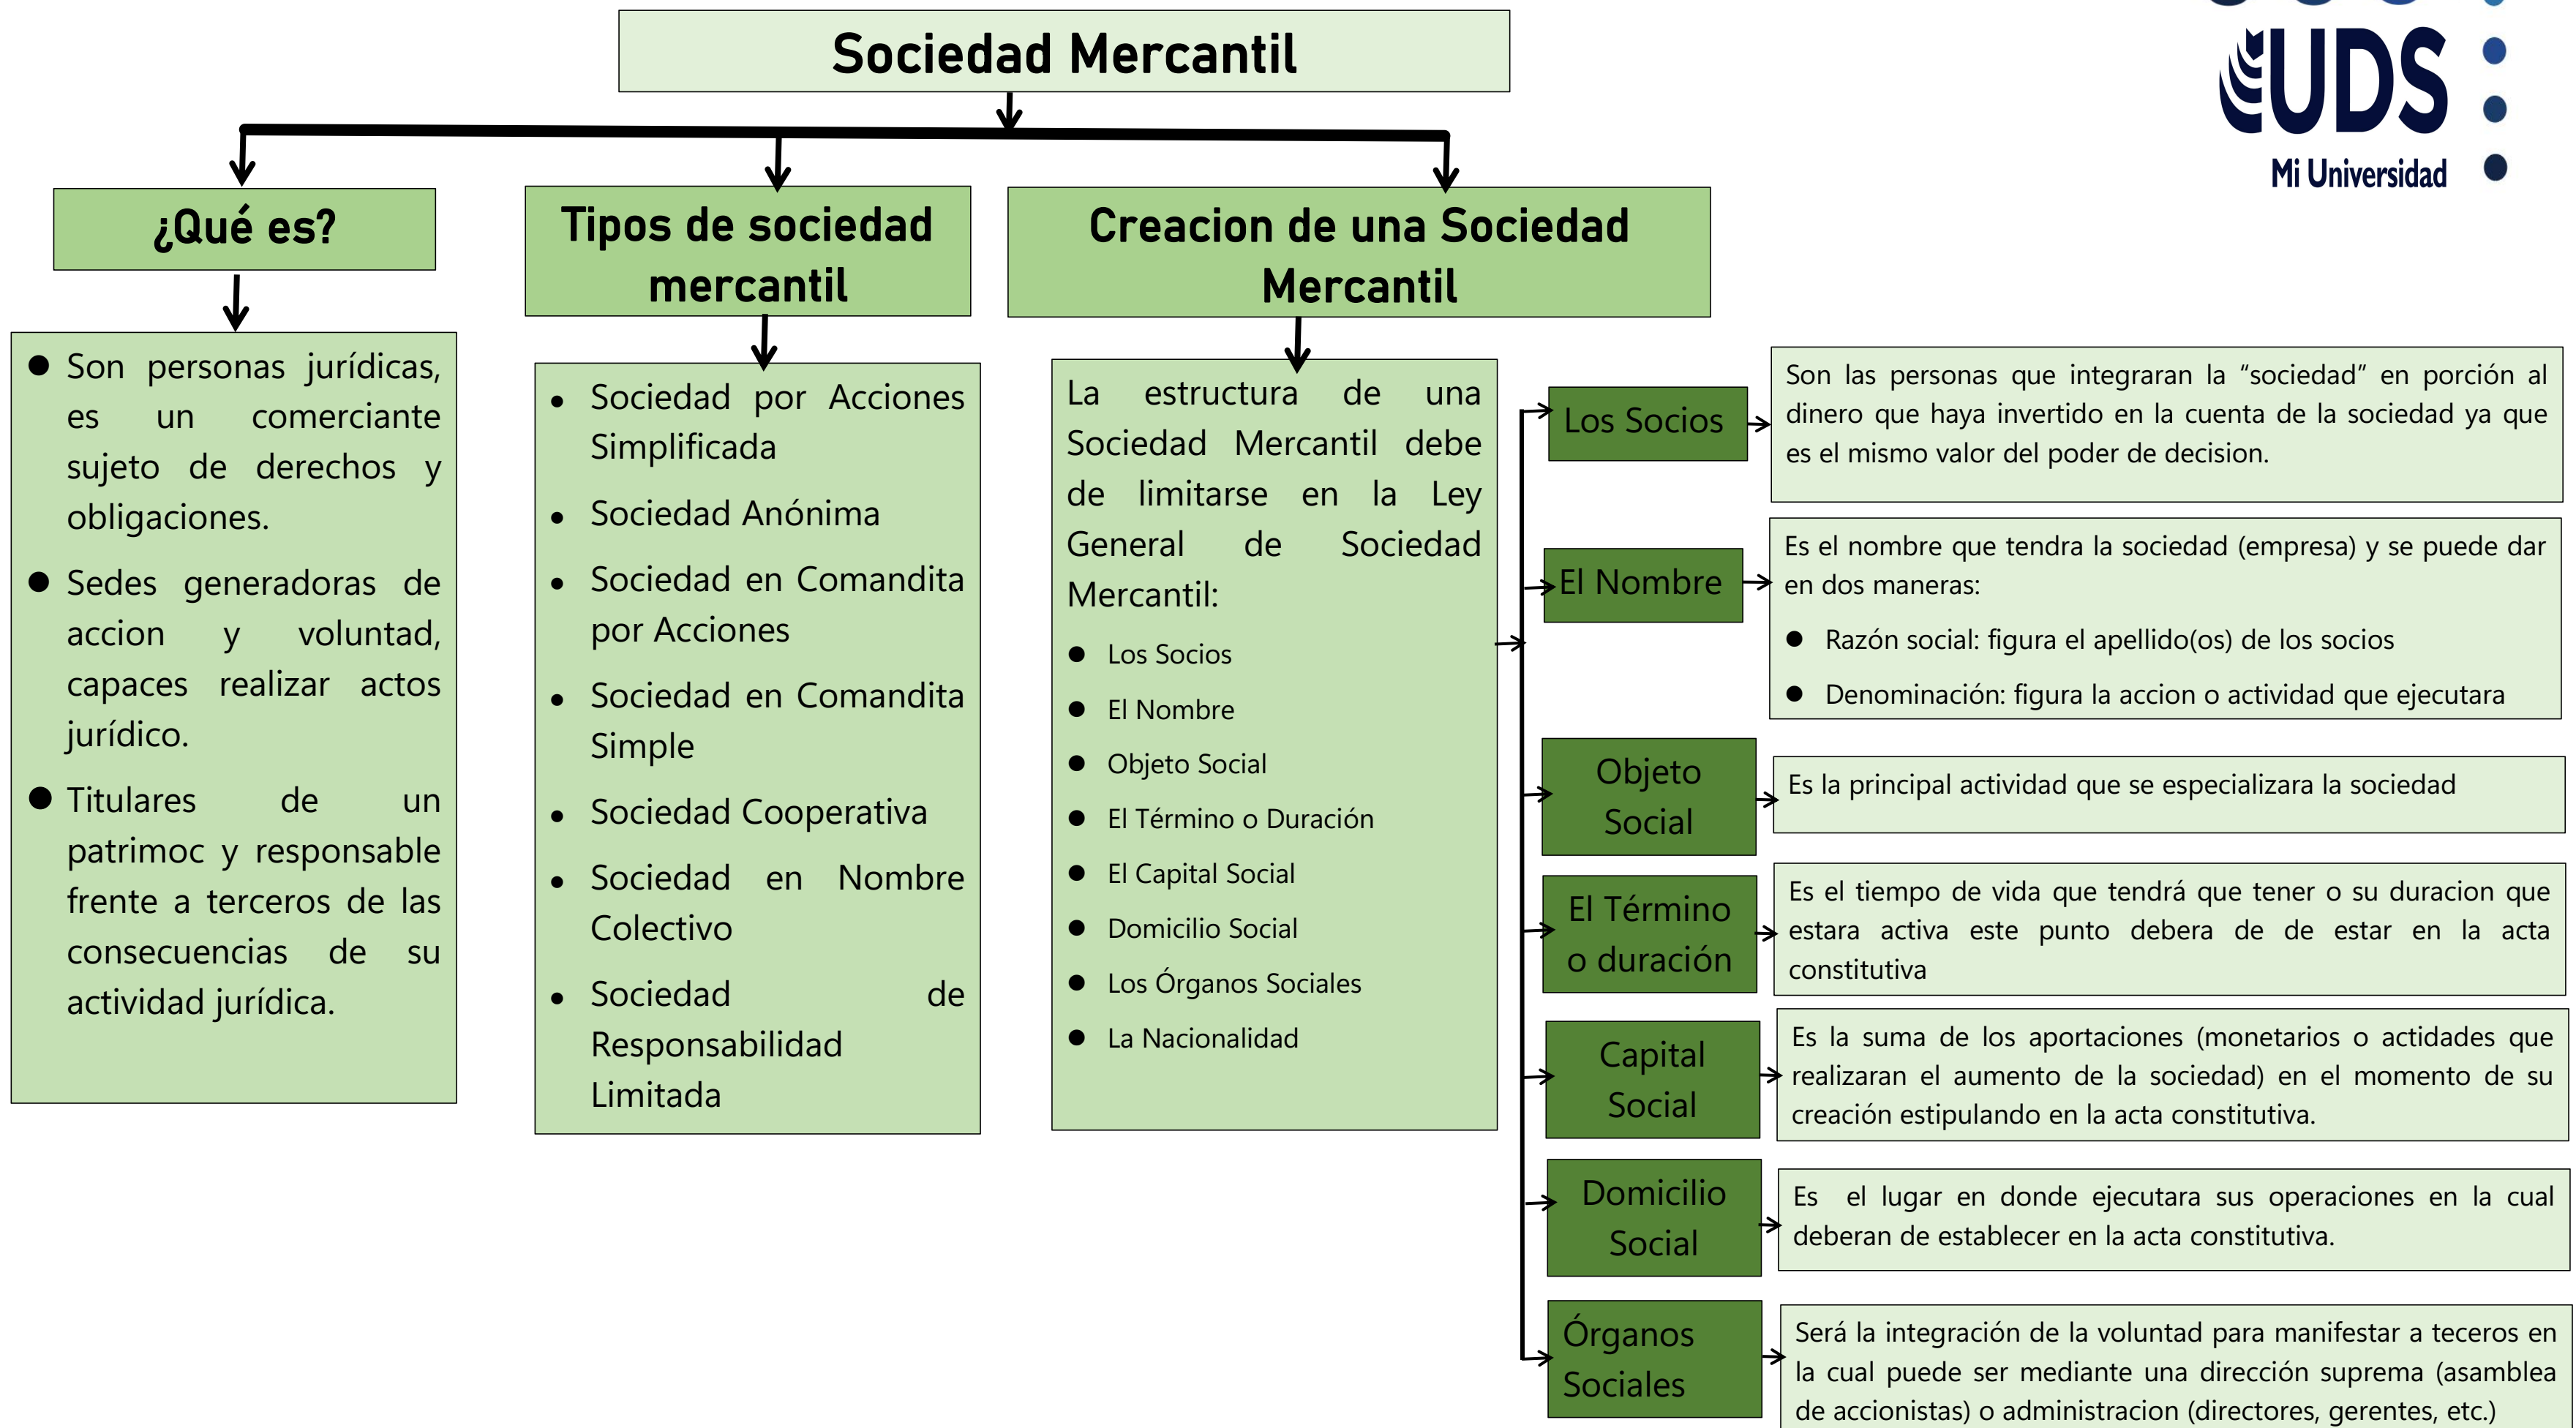 Sociedad Mercantil
UDS
Mi Universidad
¿Qué es?
Son personas jurídicas,
es un comerciante
sujeto de derechos y
obligaciones.
Sedes generadoras de
accion y voluntad,
capaces realizar actos
jurídico.
Titulares de un
patrimoc y responsable
frente a terceros de las
consecuencias de su
actividad jurídica.
Tipos de sociedad
mercantil
Sociedad por Acciones
Simplificada
Sociedad Anónima
Sociedad en Comandita
por Acciones
Sociedad en Comandita
Simple
Sociedad Cooperativa
Sociedad en Nombre
Colectivo
Sociedad de
Responsabilidad
Limitada
Creacion de una Sociedad
Mercantil
La estructura de una
Sociedad Mercantil debe
de limitarse en la Ley
General de Sociedad
Mercantil:
Los Socios
El Nombre
Objeto Social
El Término o Duración
El Capital Social
Domicilio Social
Los Órganos Sociales
La Nacionalidad
Los Socios
Son las personas que integraran la “sociedad” en porción al
dinero que haya invertido en la cuenta de la sociedad ya que
es el mismo valor del poder de decision.
El Nombre
Es el nombre que tendra la sociedad (empresa) y se puede dar
en dos maneras:
Razón social: figura el apellido(os) de los socios
Denominación: figura la accion o actividad que ejecutara
Objeto
Social
Es la principal actividad que se especializara la sociedad
El Término
o duración
Es el tiempo de vida que tendrá que tener o su duracion que
estara activa este punto debera de de estar en la acta
constitutiva
Capital
Social
Es la suma de los aportaciones (monetarios o actidades que
realizaran el aumento de la sociedad) en el momento de su
creación estipulando en la acta constitutiva.
Domicilio
Social
Es el lugar en donde ejecutara sus operaciones en la cual
deberan de establecer en la acta constitutiva.
Órganos
Sociales
Será la integración de la voluntad para manifestar a teceros en
la cual puede ser mediante una dirección suprema (asamblea
de accionistas) o administracion (directores, gerentes, etc.)